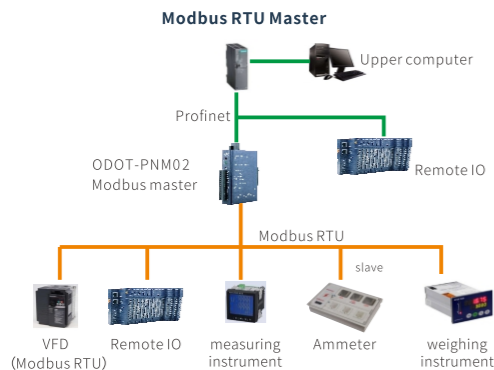 Modbus RTU Master
Upper computer
Profinet
ODOT-PNM02
Modbus master
Remote IO
Modbus RTU
slave
VFD
(Modbus RTU)
Remote IO
measuring
instrument
Ammeter
weighing
instrument